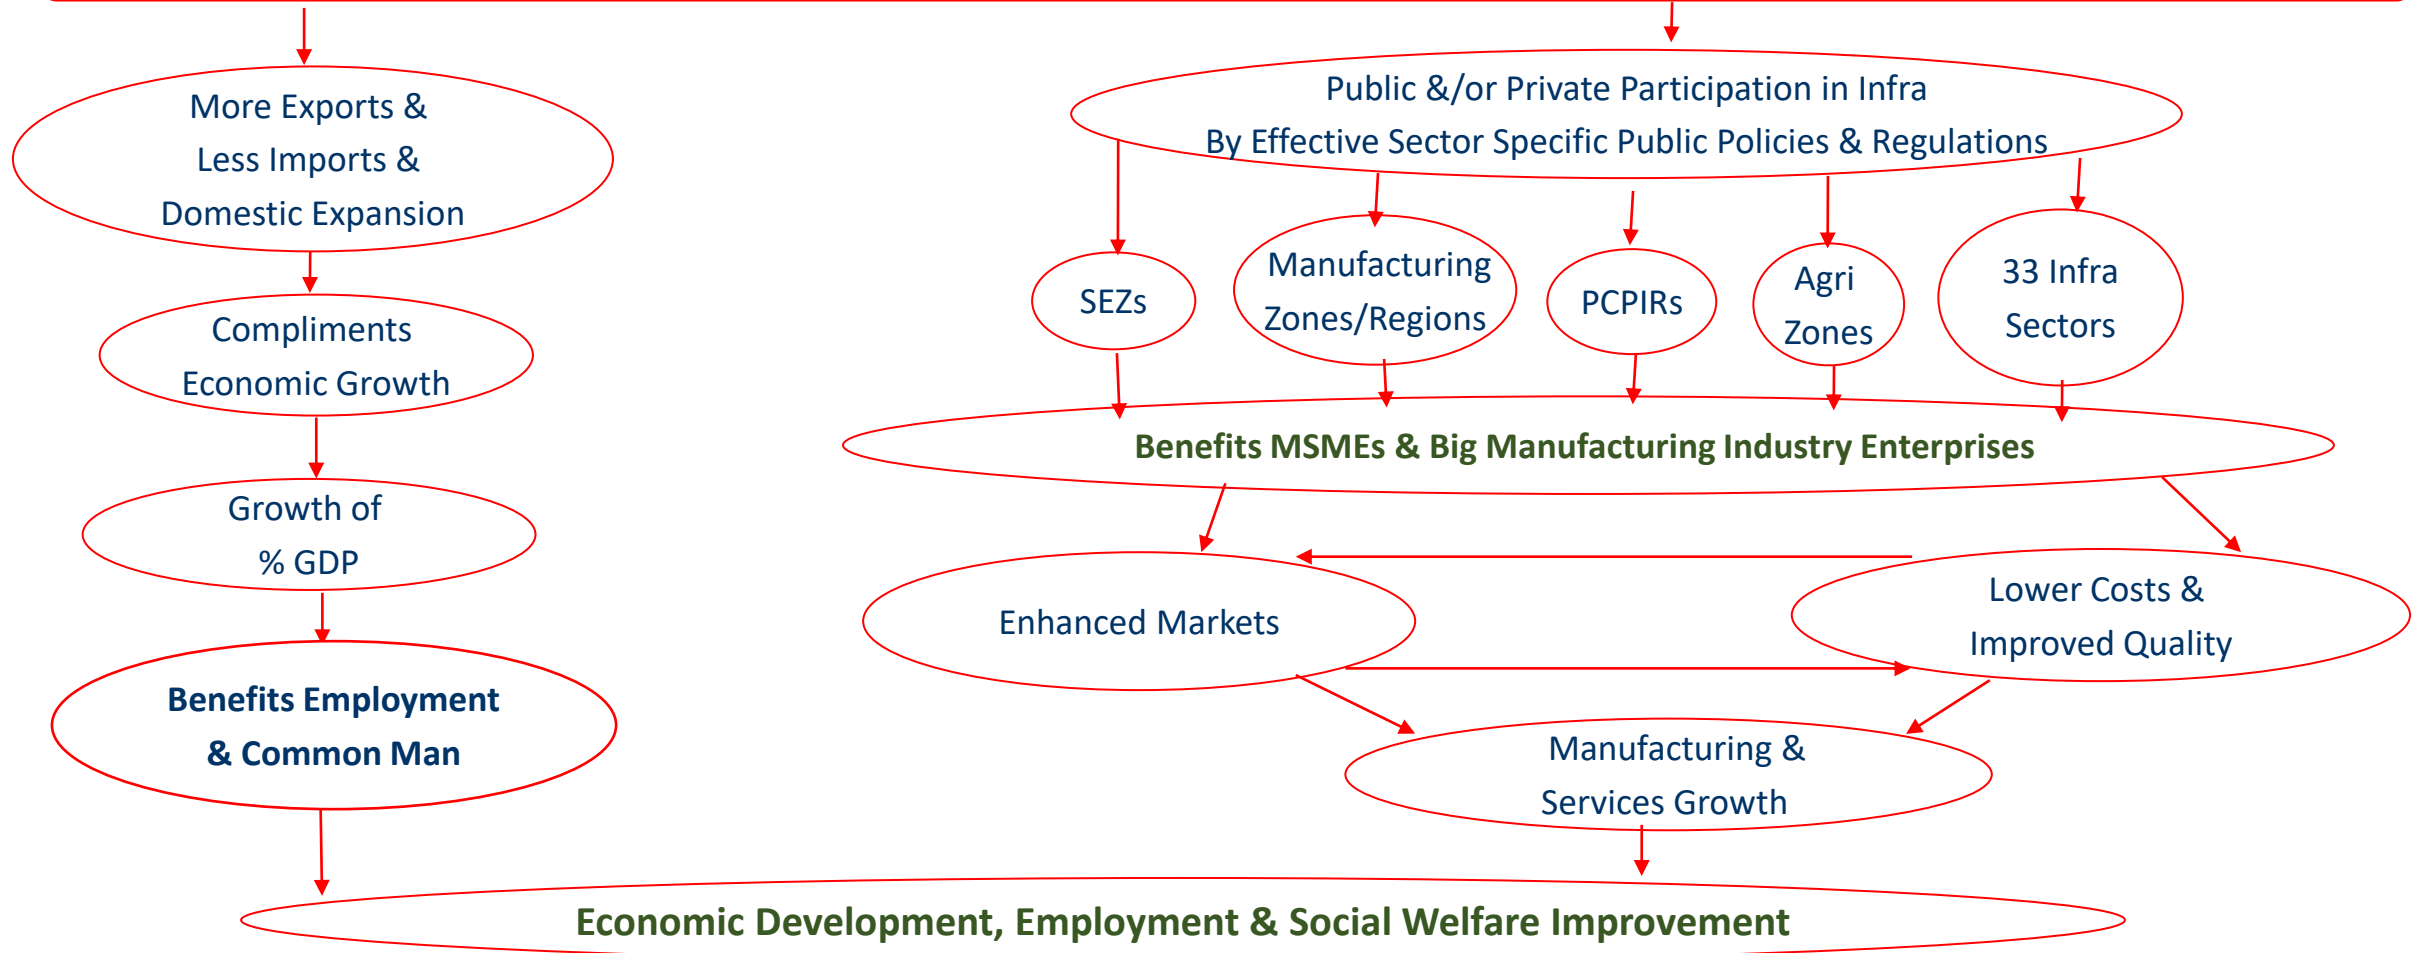 More Exports &
Less Imports &
Domestic Expansion
Compliments
Economic Growth
Growth of
% GDP
Benefits Employment
& Common Man
Public &/or Private Participation in Infra
By Effective Sector Specific Public Policies & Regulations
SEZs
Manufacturing
Zones/Regions
PCPIRs
Agri
Zones
33 Infra
Sectors
Benefits MSMEs & Big Manufacturing Industry Enterprises
Enhanced Markets
Lower Costs &
Improved Quality
Manufacturing &
Services Growth
Economic Development, Employment & Social Welfare Improvement